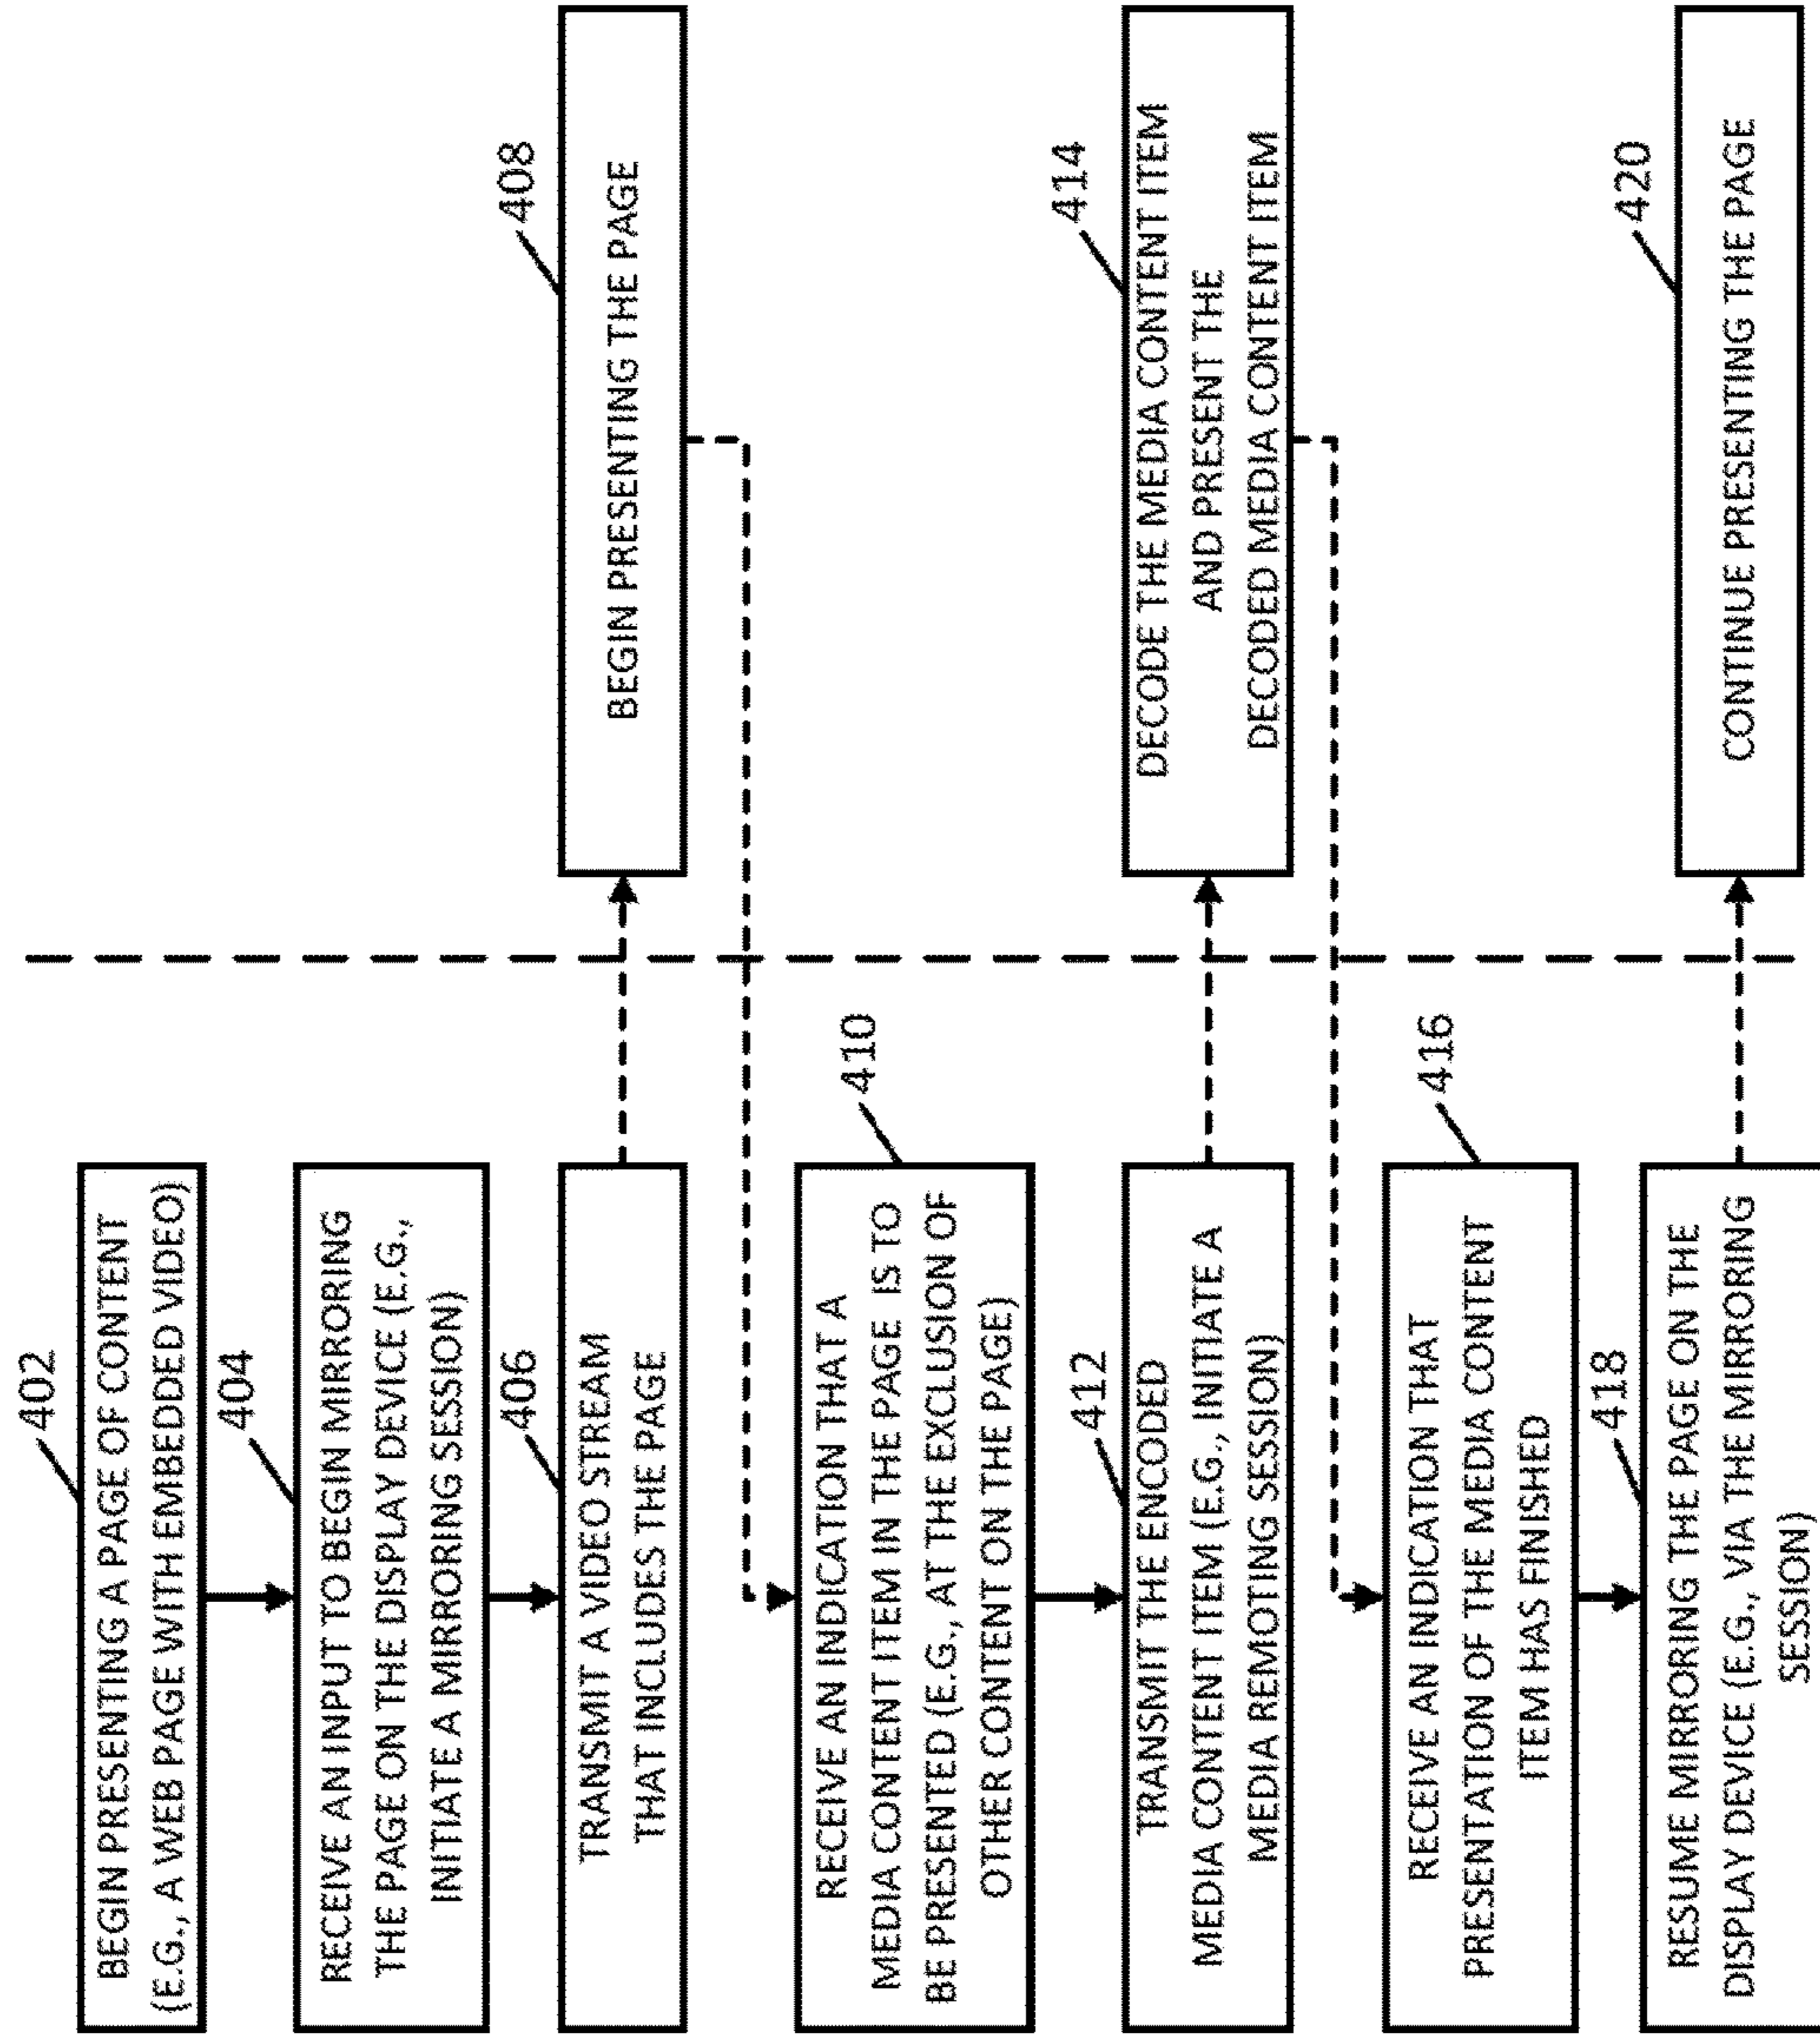 402
BEGIN PRESENTING A PAGE OF CONTENT
(E.G., A WEB PAGE WITH EMBEDDED VIDEO)
404
RECEIVE AN INPUT TO BEGIN MIRRORING
THE PAGE ON THE DISPLAY DEVICE (E.G.,
INITIATE A MIRRORING SESSION)
406
TRANSMIT A VIDEO STREAM
THAT INCLUDES THE PAGE
408
BEGIN PRESENTING THE PAGE
410
RECEIVE AN INDICATION THAT A
MEDIA CONTENT ITEM IN THE PAGE IS TO
BE PRESENTED (E.G., AT THE EXCLUSION OF
OTHER CONTENT ON THE PAGE)
412
TRANSMIT THE ENCODED
MEDIA CONTENT ITEM (E.G., INITIATE A
MEDIA REMOTING SESSION)
414
DECODE THE MEDIA CONTENT ITEM
AND PRESENT THE
DECODED MEDIA CONTENT ITEM
416
RECEIVE AN INDICATION THAT
PRESENTATION OF THE MEDIA CONTENT
ITEM HAS FINISHED
418
RESUME MIRRORING THE PAGE ON THE
DISPLAY DEVICE (E.G., VIA THE MIRRORING
SESSION)
420
CONTINUE PRESENTING THE PAGE